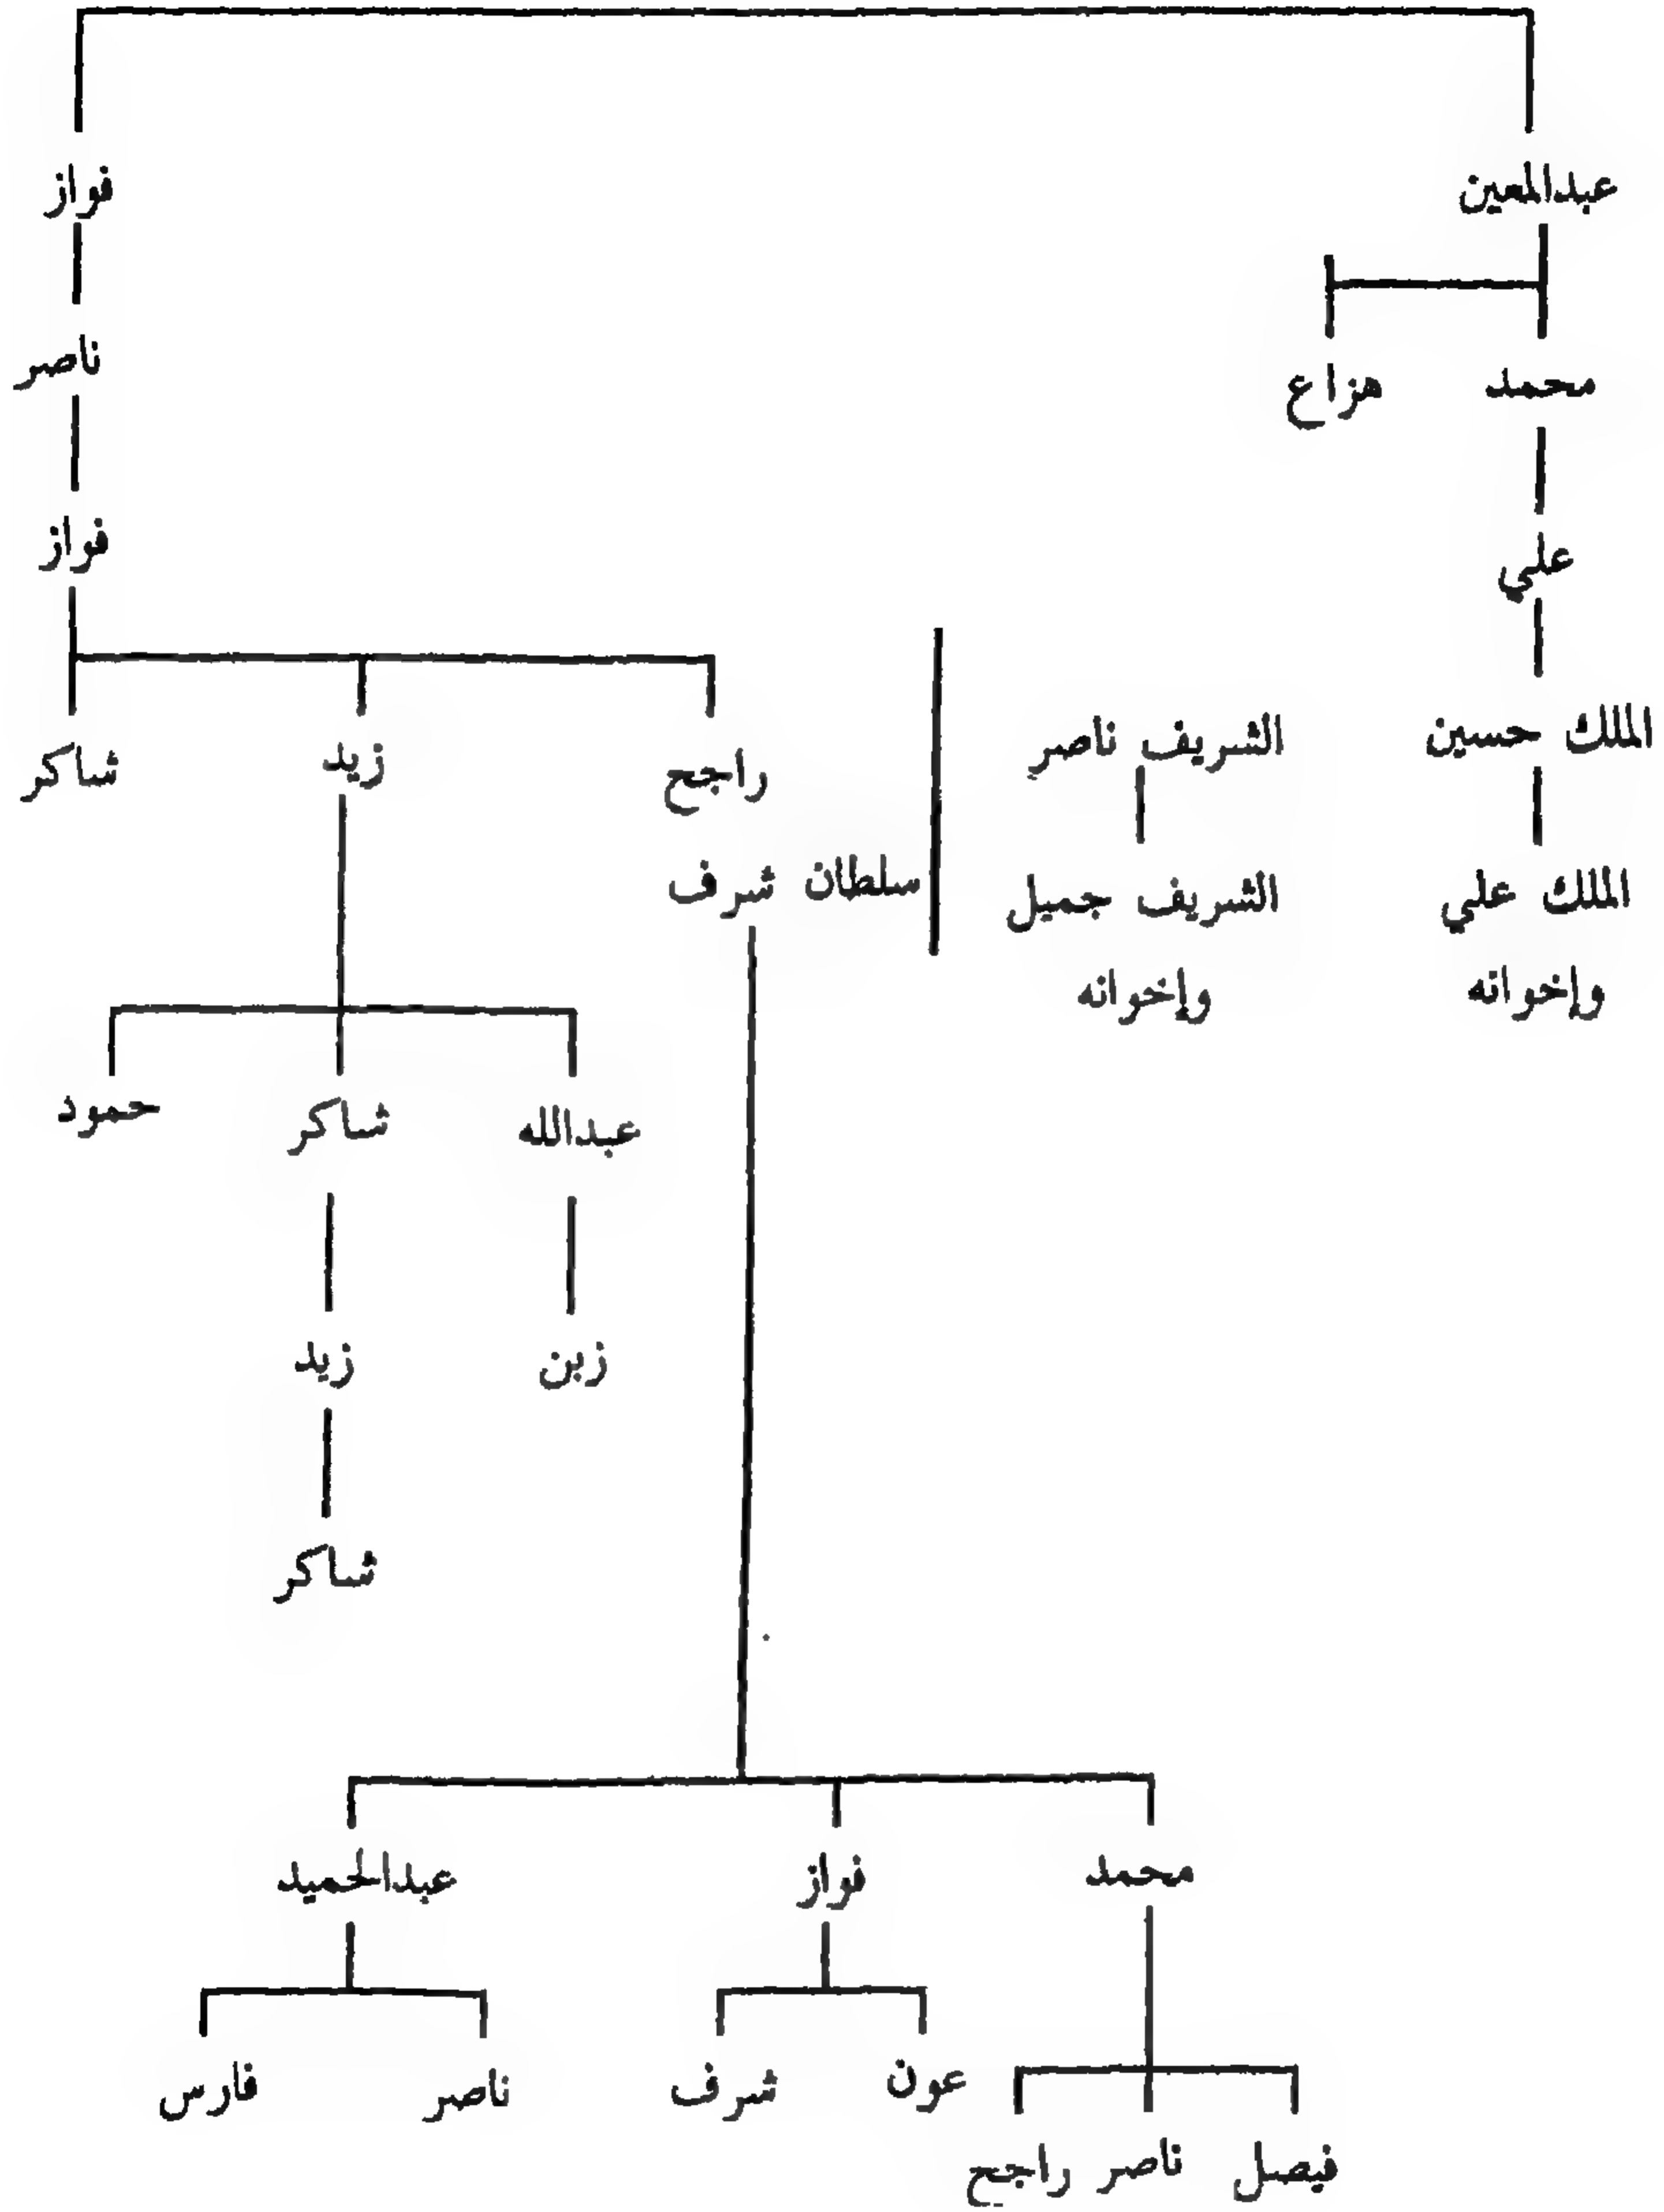 عبدالمعين فواز
محمد هزاع ناصر
علي فواز
الملك حسين الشريف ناصر راجح زيد شاكر
الملك علي الشريف جميل سلطان شرف
وإخوانه وإخوانه
عبدالله شاكر حمود
زبن زيد
شاكر
محمد فواز عبدالحميد
عون شرف ناصر فارس
فيصل ناصر راجح